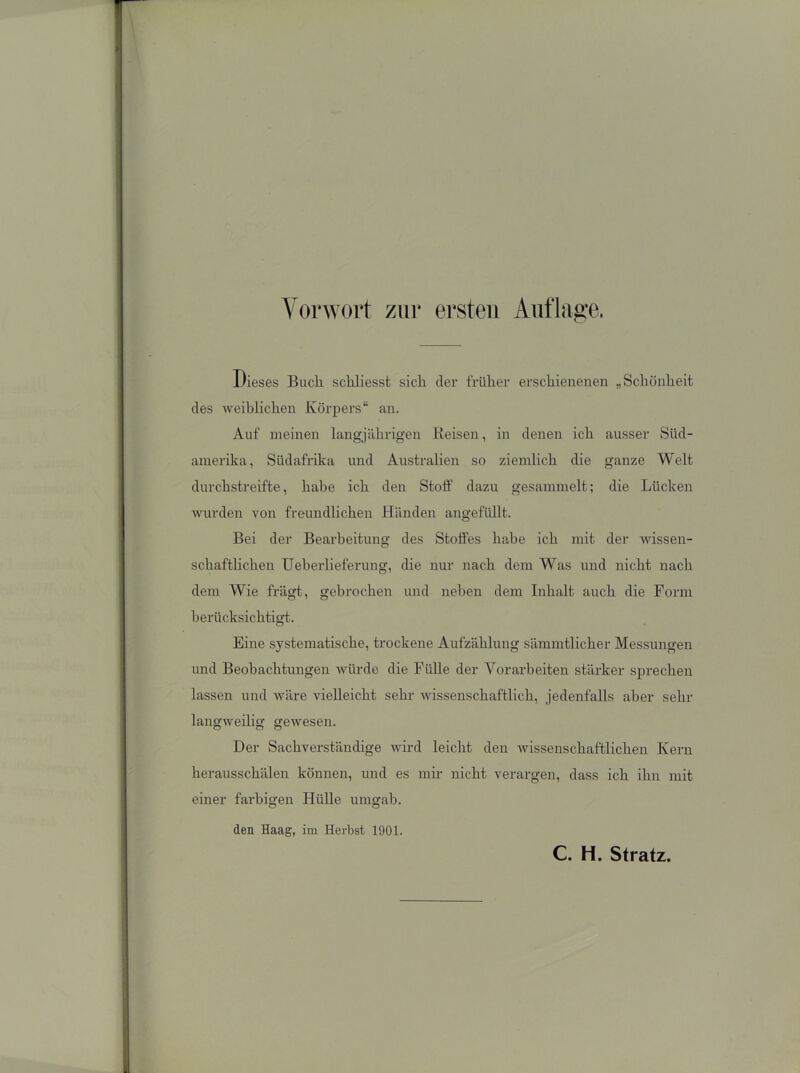 Vorwort zur ersten Auflage.
Dieses Buch schliesst sich der früher erschienenen „Schönheit
des weiblichen Körpers“ an.
Auf meinen langjährigen Reisen, in denen ich ausser Süd-
amerika, Südafrika und Australien so ziemlich die ganze Welt
durchstreifte, habe ich den Stoff dazu gesammelt; die Lücken
wurden von freundlichen Händen angefüllt.
Bei der Bearbeitung des Stoffes habe ich mit der wissen-
schaftlichen Ueberlieferung, die nur nach dem Was und nicht nach
dem Wie frägt, gebrochen und neben dem Inhalt auch die Form
berücksichtigt.
Eine systematische, trockene Aufzählung sämmtlicher Messungen
und Beobachtungen würde die Fülle der Vorarbeiten stärker sprechen
lassen und wäre vielleicht sehr wissenschaftlich, jedenfalls aber sehr
langweilig gewesen.
Der Sachverständige wird leicht den wissenschaftlichen Kern
herausschälen können, und es mir nicht verargen, dass ich ihn mit
einer farbigen Hülle umgab.
den Haag, im Herbst 1901.
C. H. Stratz.